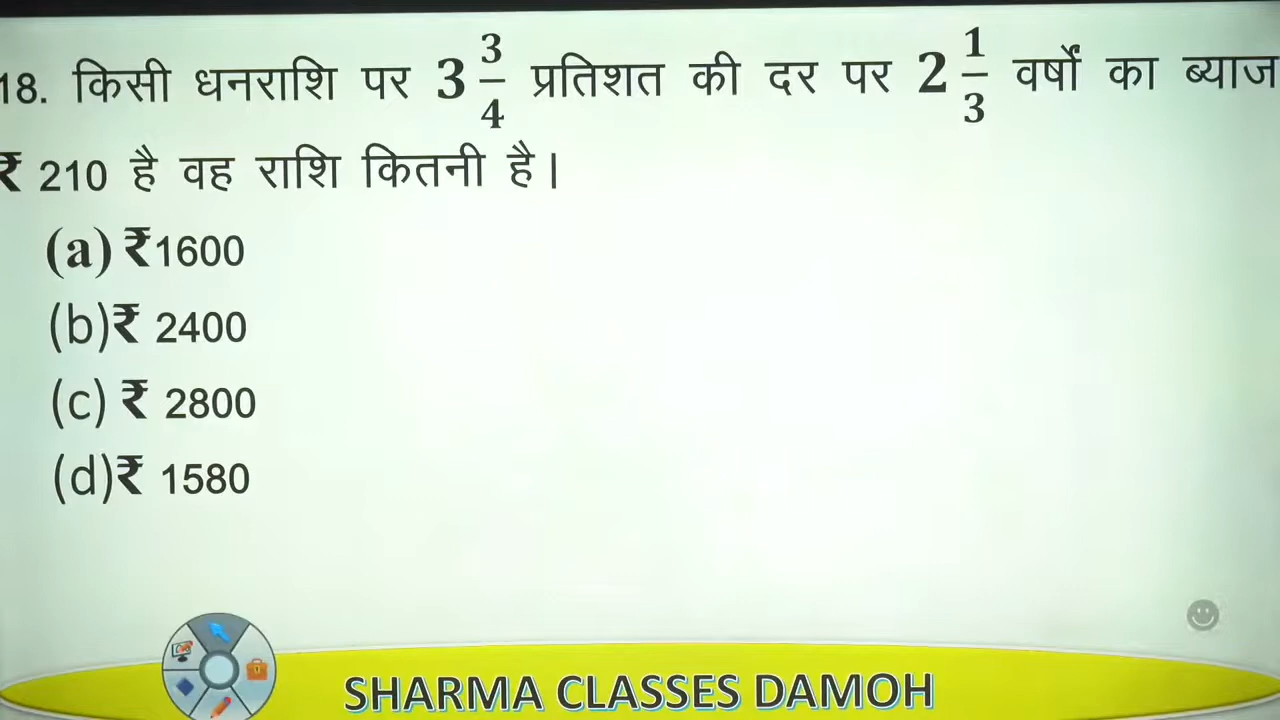 18. किसी धनराशि पर 3 3/4 प्रतिशत की दर पर 2 1/3 वर्षों का ब्याज
₹ 210 है वह राशि कितनी है।
(a) ₹1600
(b)₹ 2400
(c) ₹ 2800
(d)₹ 1580
SHARMA CLASSES DAMOH